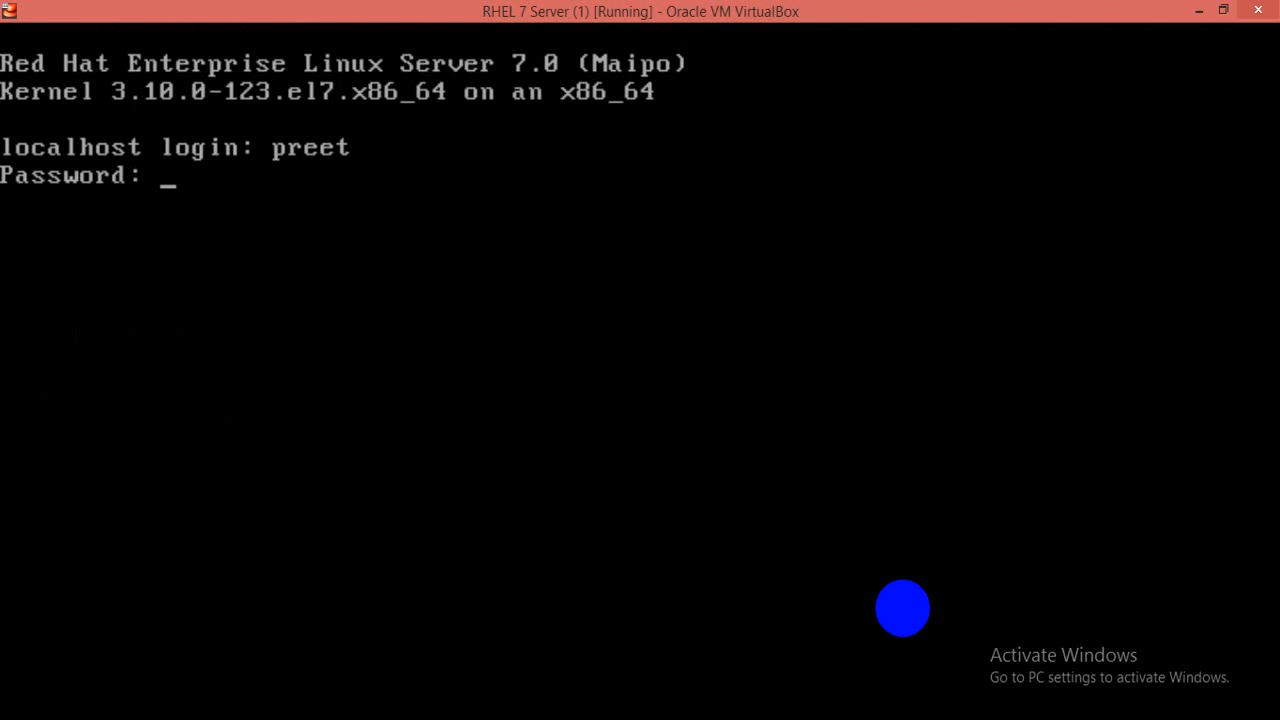 RHEL 7 Server (1) [Running] - Oracle VM VirtualBox
Red Hat Enterprise Linux Server 7.0 (Maipo)
Kernel 3.10.0-123.el7.x86_64 on an x86_64
localhost login: preet
Password: _
Activate Windows
Go to PC settings to activate Windows.